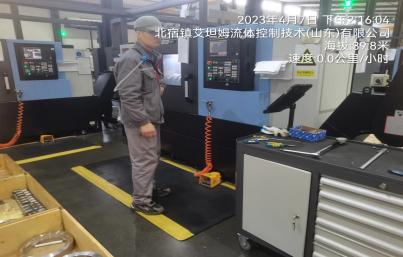 2023年4月7日 下午2:16:04
北宿镇艾坦姆流体控制技术(山东)有限公司
海拔:39.8米
速度:0.0公里/小时